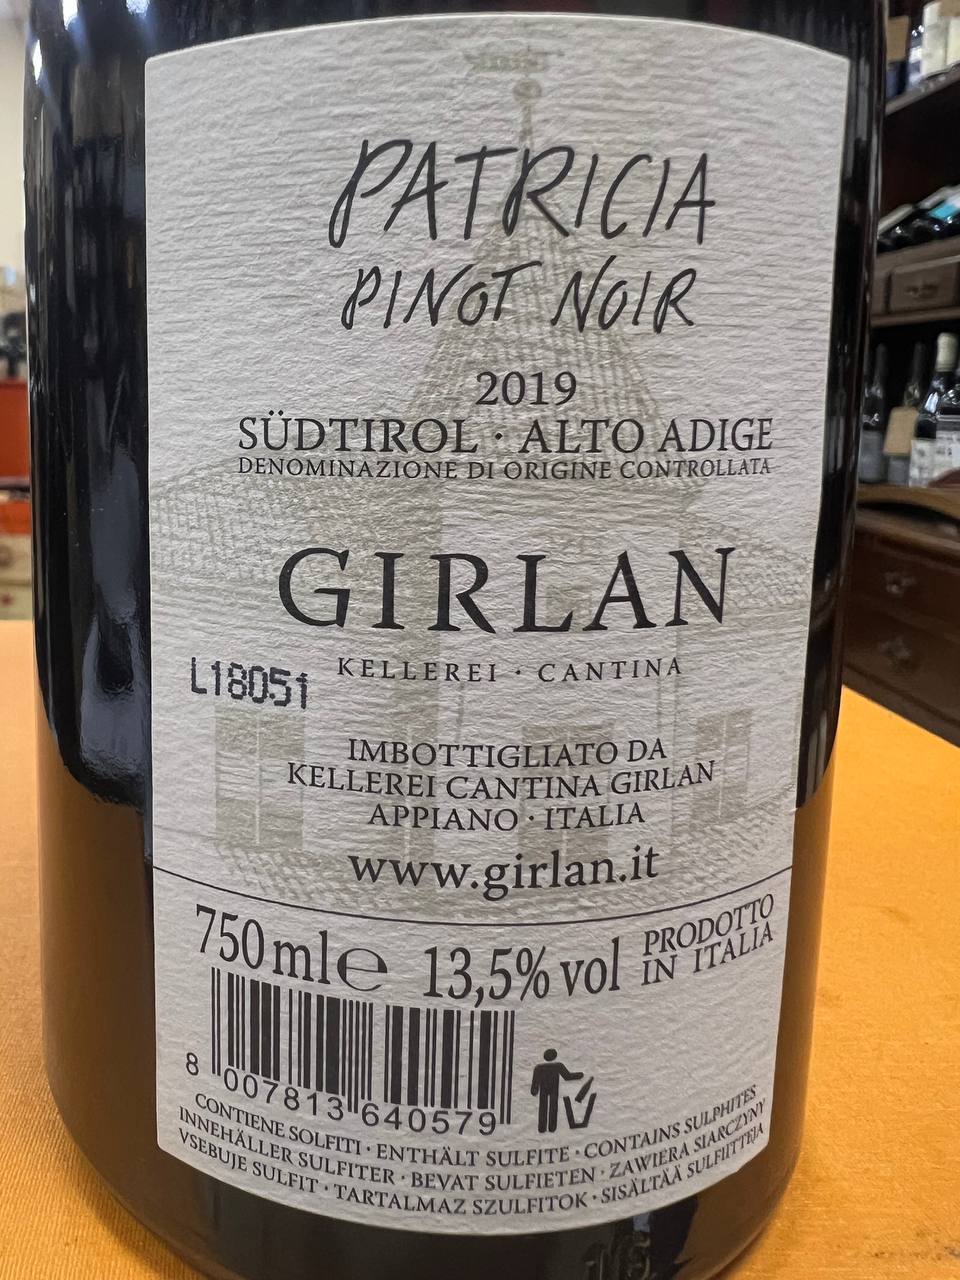 PATRICIA
PINOT NOIR
2019
SÜDTIROL · ALTO ADIGE
DENOMINAZIONE DI ORIGINE CONTROLLATA
GIRLAN
KELLEREI · CANTINA
L18051
IMBOTTIGLIATO DA
KELLEREI CANTINA GIRLAN
APPIANO · ITALIA
www.girlan.it
750 ml e 13,5% vol PRODOTTO
IN ITALIA
8 007813 640579
CONTIENE SOLFITI · ENTHÄLT SULFITE · CONTAINS SULPHITES
INNEHÅLLER SULFITER · BEVAT SULFIETEN · ZAWIERA SIARCZYNY
VSEBUJE SULFIT · TARTALMAZ SZULFITOK · SISÄLTÄÄ SULFIITTEJA